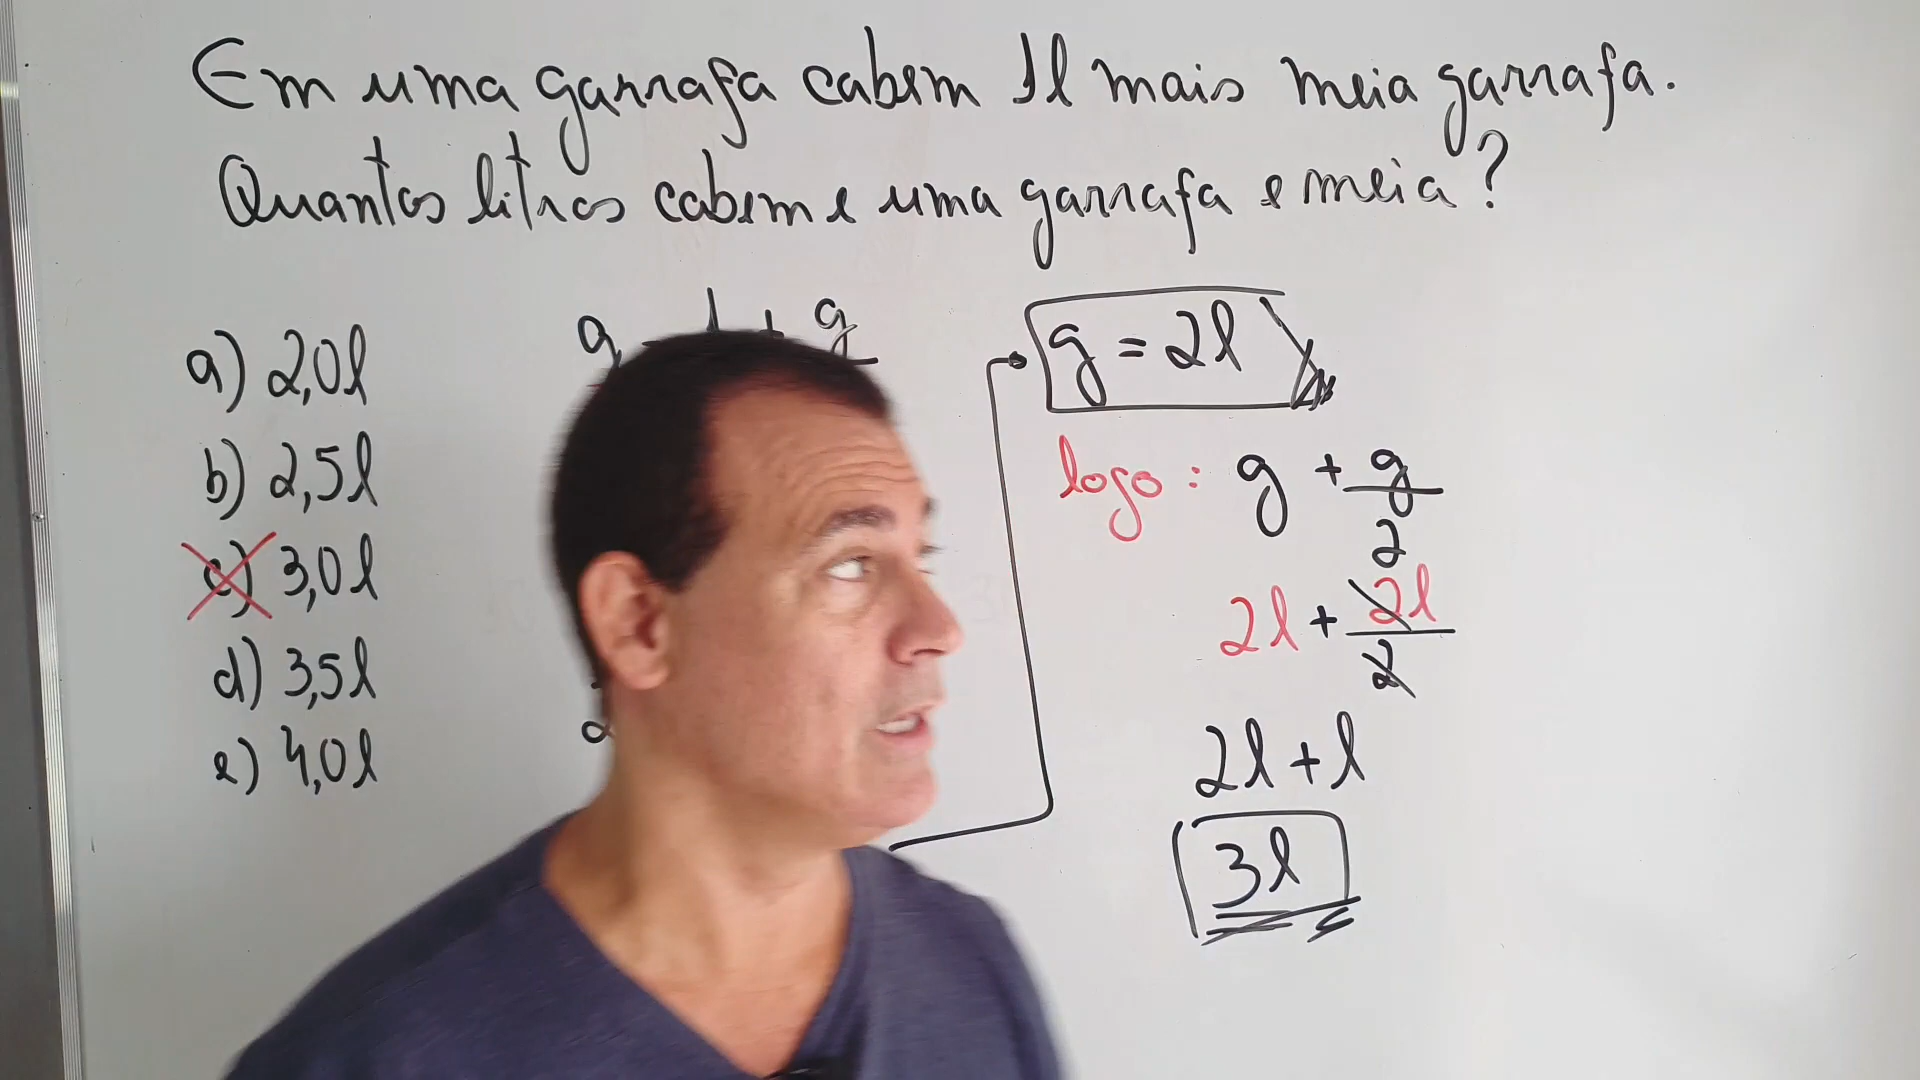 Em uma garrafa cabem 1l mais meia garrafa.
Quantos litros cabem e uma garrafa e meia?
a) 2,0l
b) 2,5l
c) 3,0l
d) 3,5l
e) 4,0l
g + g
g = 2l
logo: g + g/2
2l + 2l/2
2l + l
3l